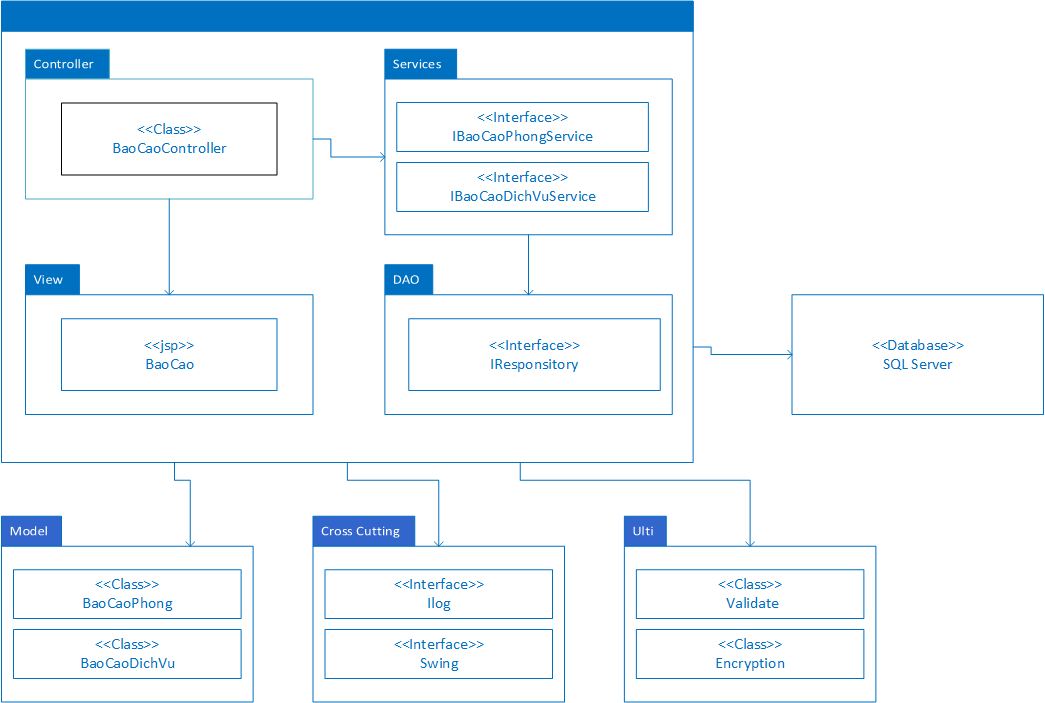 Controller
<<Class>>
BaoCaoController
Services
<<Interface>>
IBaoCaoPhongService
<<Interface>>
IBaoCaoDichVuService
View
<<jsp>>
BaoCao
DAO
<<Interface>>
IResponsitory
<<Database>>
SQL Server
Model
<<Class>>
BaoCaoPhong
<<Class>>
BaoCaoDichVu
Cross Cutting
<<Interface>>
Ilog
<<Interface>>
Swing
Ulti
<<Class>>
Validate
<<Class>>
Encryption